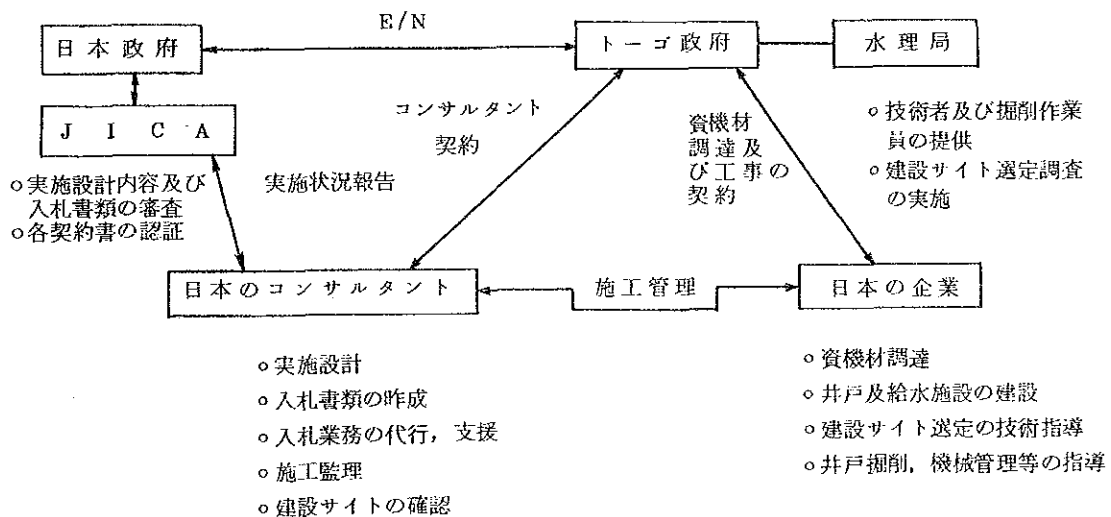 E/N
日本政府
トーゴ政府
水理局
JICA
コンサルタント
契約
資機材
調達及
び工事の
契約
○技術者及び掘削作業
員の提供
○建設サイト選定調査
の実施
○実施設計内容及び
入札書類の審査
○各契約書の認証
実施状況報告
日本のコンサルタント
施工管理
日本の企業
○実施設計
○入札書類の昨成
○入札業務の代行，支援
○施工監理
○建設サイトの確認
○資機材調達
○井戸及給水施設の建設
○建設サイト選定の技術指導
○井戸掘削，機械管理等の指導